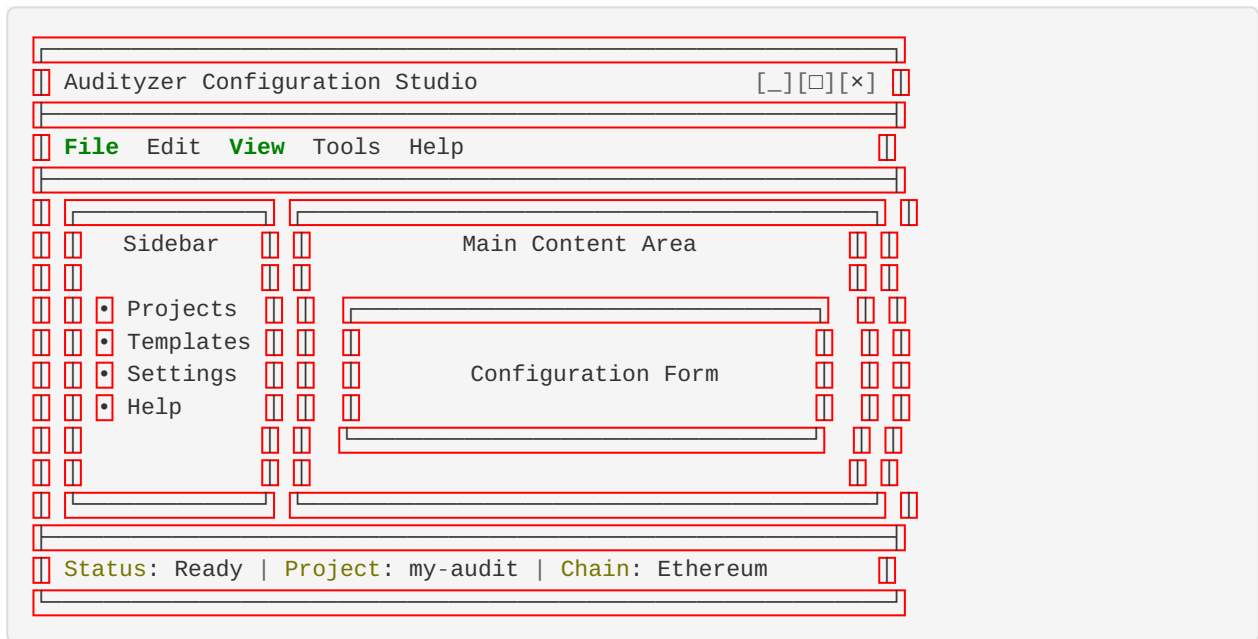 Audityzer Configuration Studio [_][□][×]
File Edit View Tools Help
Sidebar Main Content Area
• Projects
• Templates
• Settings Configuration Form
• Help
Status: Ready | Project: my-audit | Chain: Ethereum